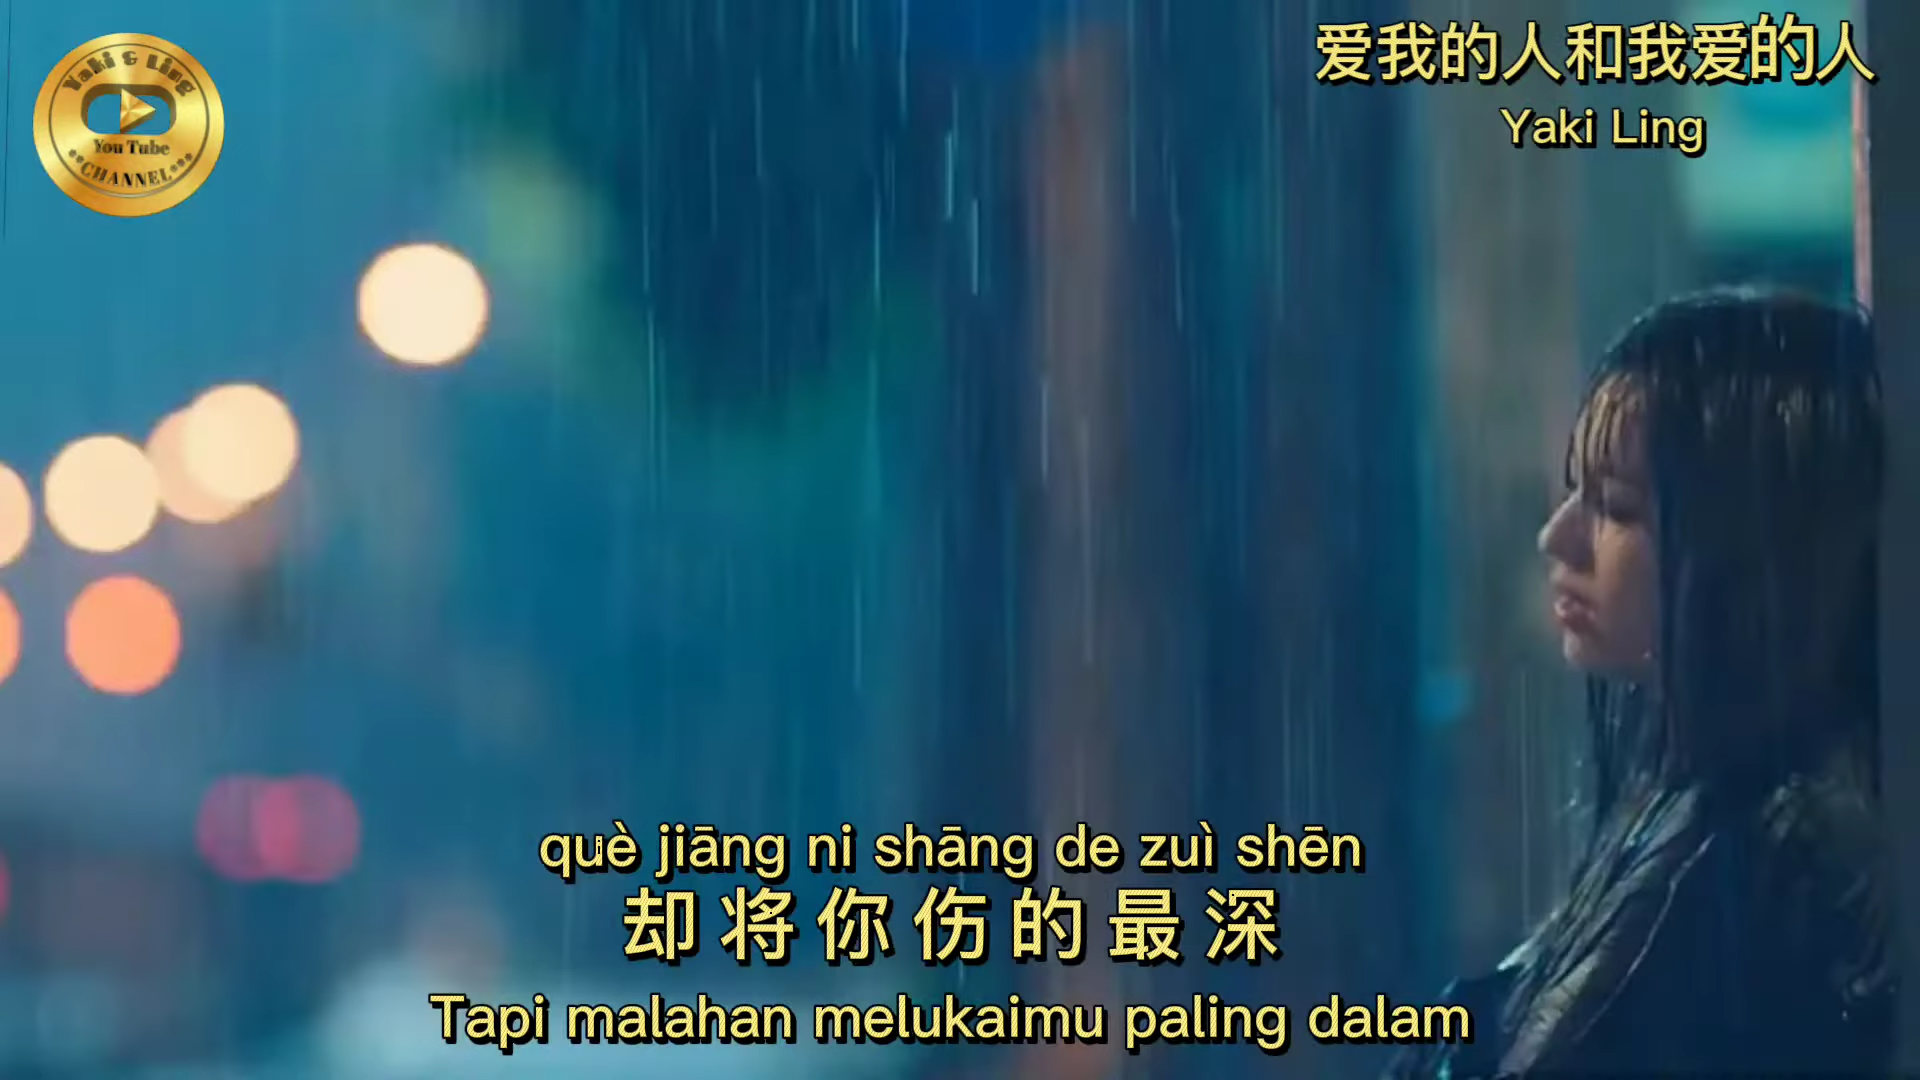 Yaki & Ling
You Tube
CHANNEL
爱我的人和我爱的人
Yaki Ling
què jiāng ni shāng de zuì shēn
却将你伤的最深
Tapi malahan melukaimu paling dalam